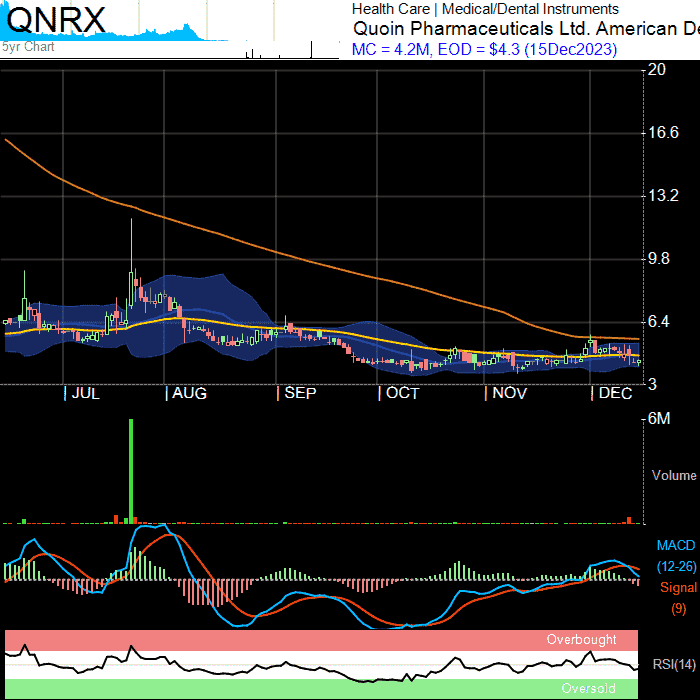 QNRX
Health Care | Medical/Dental Instruments
Quoin Pharmaceuticals Ltd. American De
5yr Chart
MC = 4.2M, EOD = $4.3 (15Dec2023)
20
16.6
13.2
9.8
6.4
3
JUL AUG SEP OCT NOV DEC
6M
Volume
MACD
(12-26)
Signal
(9)
Overbought
RSI(14)
Oversold